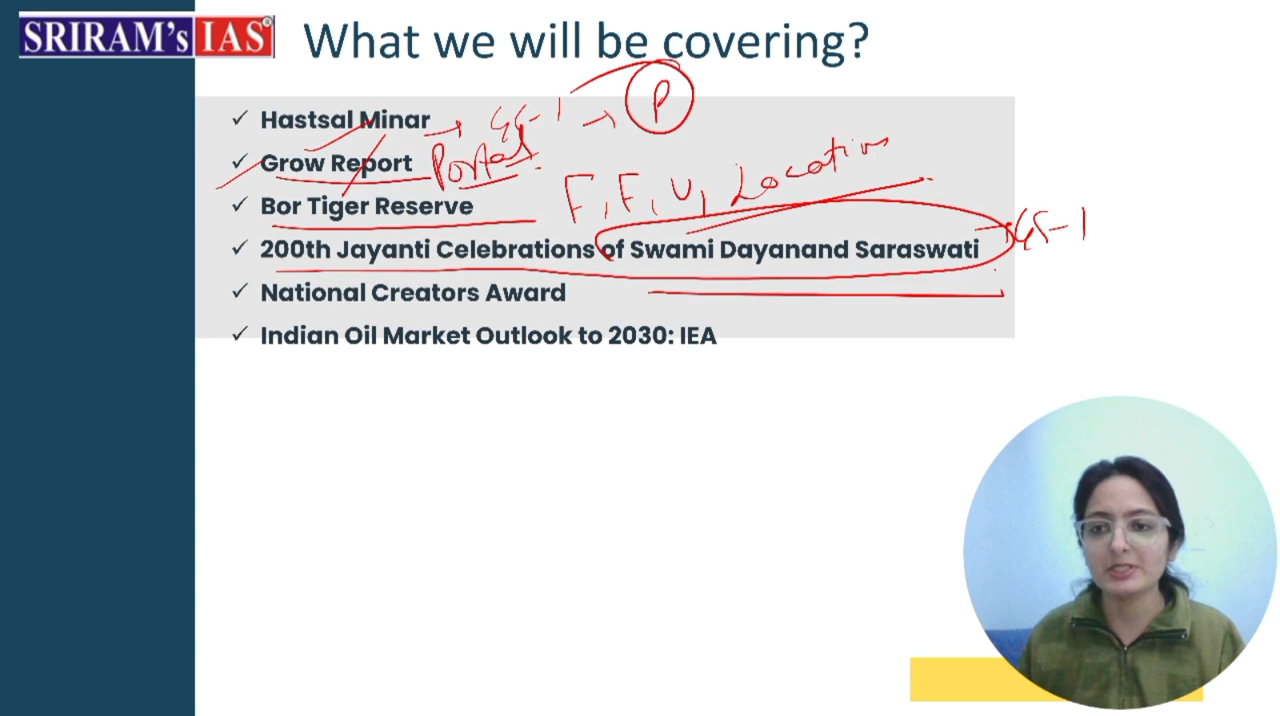 SRIRAM's IAS
What we will be covering?
✓ Hastsal Minar → GS-1 → P
✓ Grow Report Portal
F, F, V, Location
✓ Bor Tiger Reserve
✓ 200th Jayanti Celebrations of Swami Dayanand Saraswati → GS-1
✓ National Creators Award
✓ Indian Oil Market Outlook to 2030: IEA